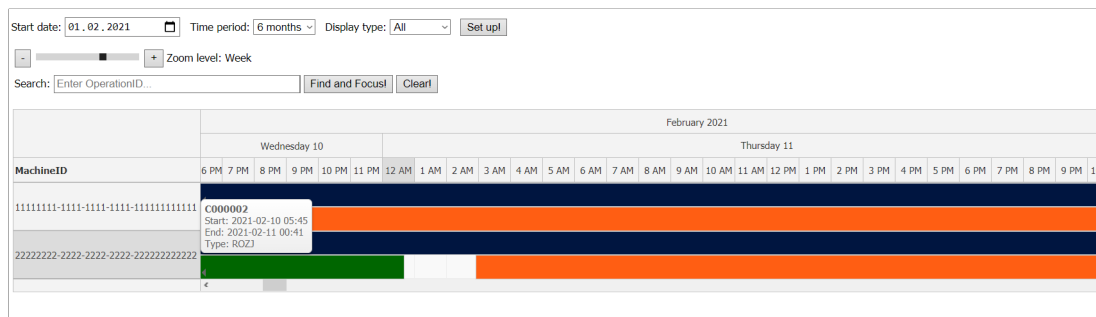 Start date: 01.02.2021 Time period: 6 months Display type: All Set up!
- + Zoom level: Week
Search: Enter OperationID... Find and Focus! Clear!
February 2021
Wednesday 10 Thursday 11
MachineID 6 PM 7 PM 8 PM 9 PM 10 PM 11 PM 12 AM 1 AM 2 AM 3 AM 4 AM 5 AM 6 AM 7 AM 8 AM 9 AM 10 AM 11 AM 12 PM 1 PM 2 PM 3 PM 4 PM 5 PM 6 PM 7 PM 8 PM 9 PM 1
11111111-1111-1111-1111-111111111111
C000002
Start: 2021-02-10 05:45
End: 2021-02-11 00:41
Type: ROZJ
22222222-2222-2222-2222-222222222222